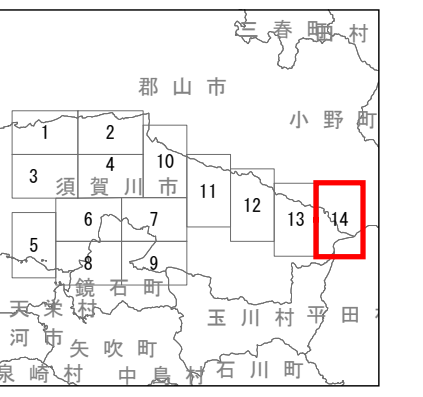 三春町
田村
郡山市
小野町
1
2
4
10
3
須賀川市
11
12
13
14
6
7
5
8
9
鏡石町
天栄村
玉川村
平田
河市
矢吹町
泉崎村
中島村
石川町